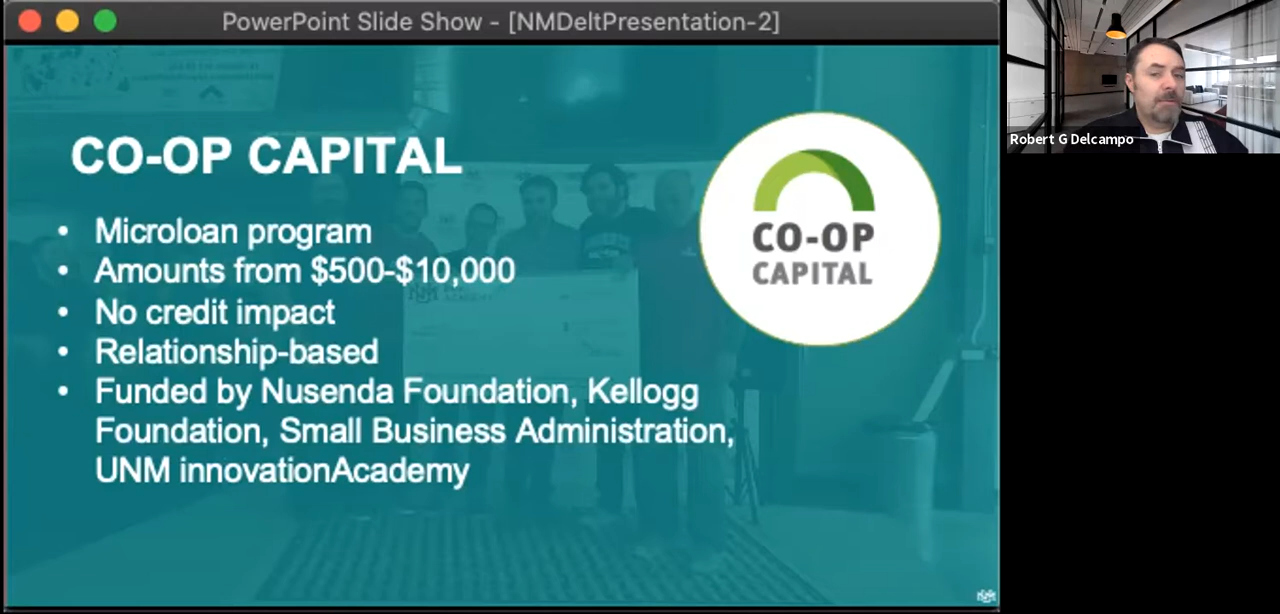 PowerPoint Slide Show - [NMDeltPresentation-2]
Robert G Delcampo
CO-OP CAPITAL
• Microloan program
• Amounts from $500-$10,000
• No credit impact
• Relationship-based
• Funded by Nusenda Foundation, Kellogg
Foundation, Small Business Administration,
UNM innovationAcademy
CO-OP
CAPITAL